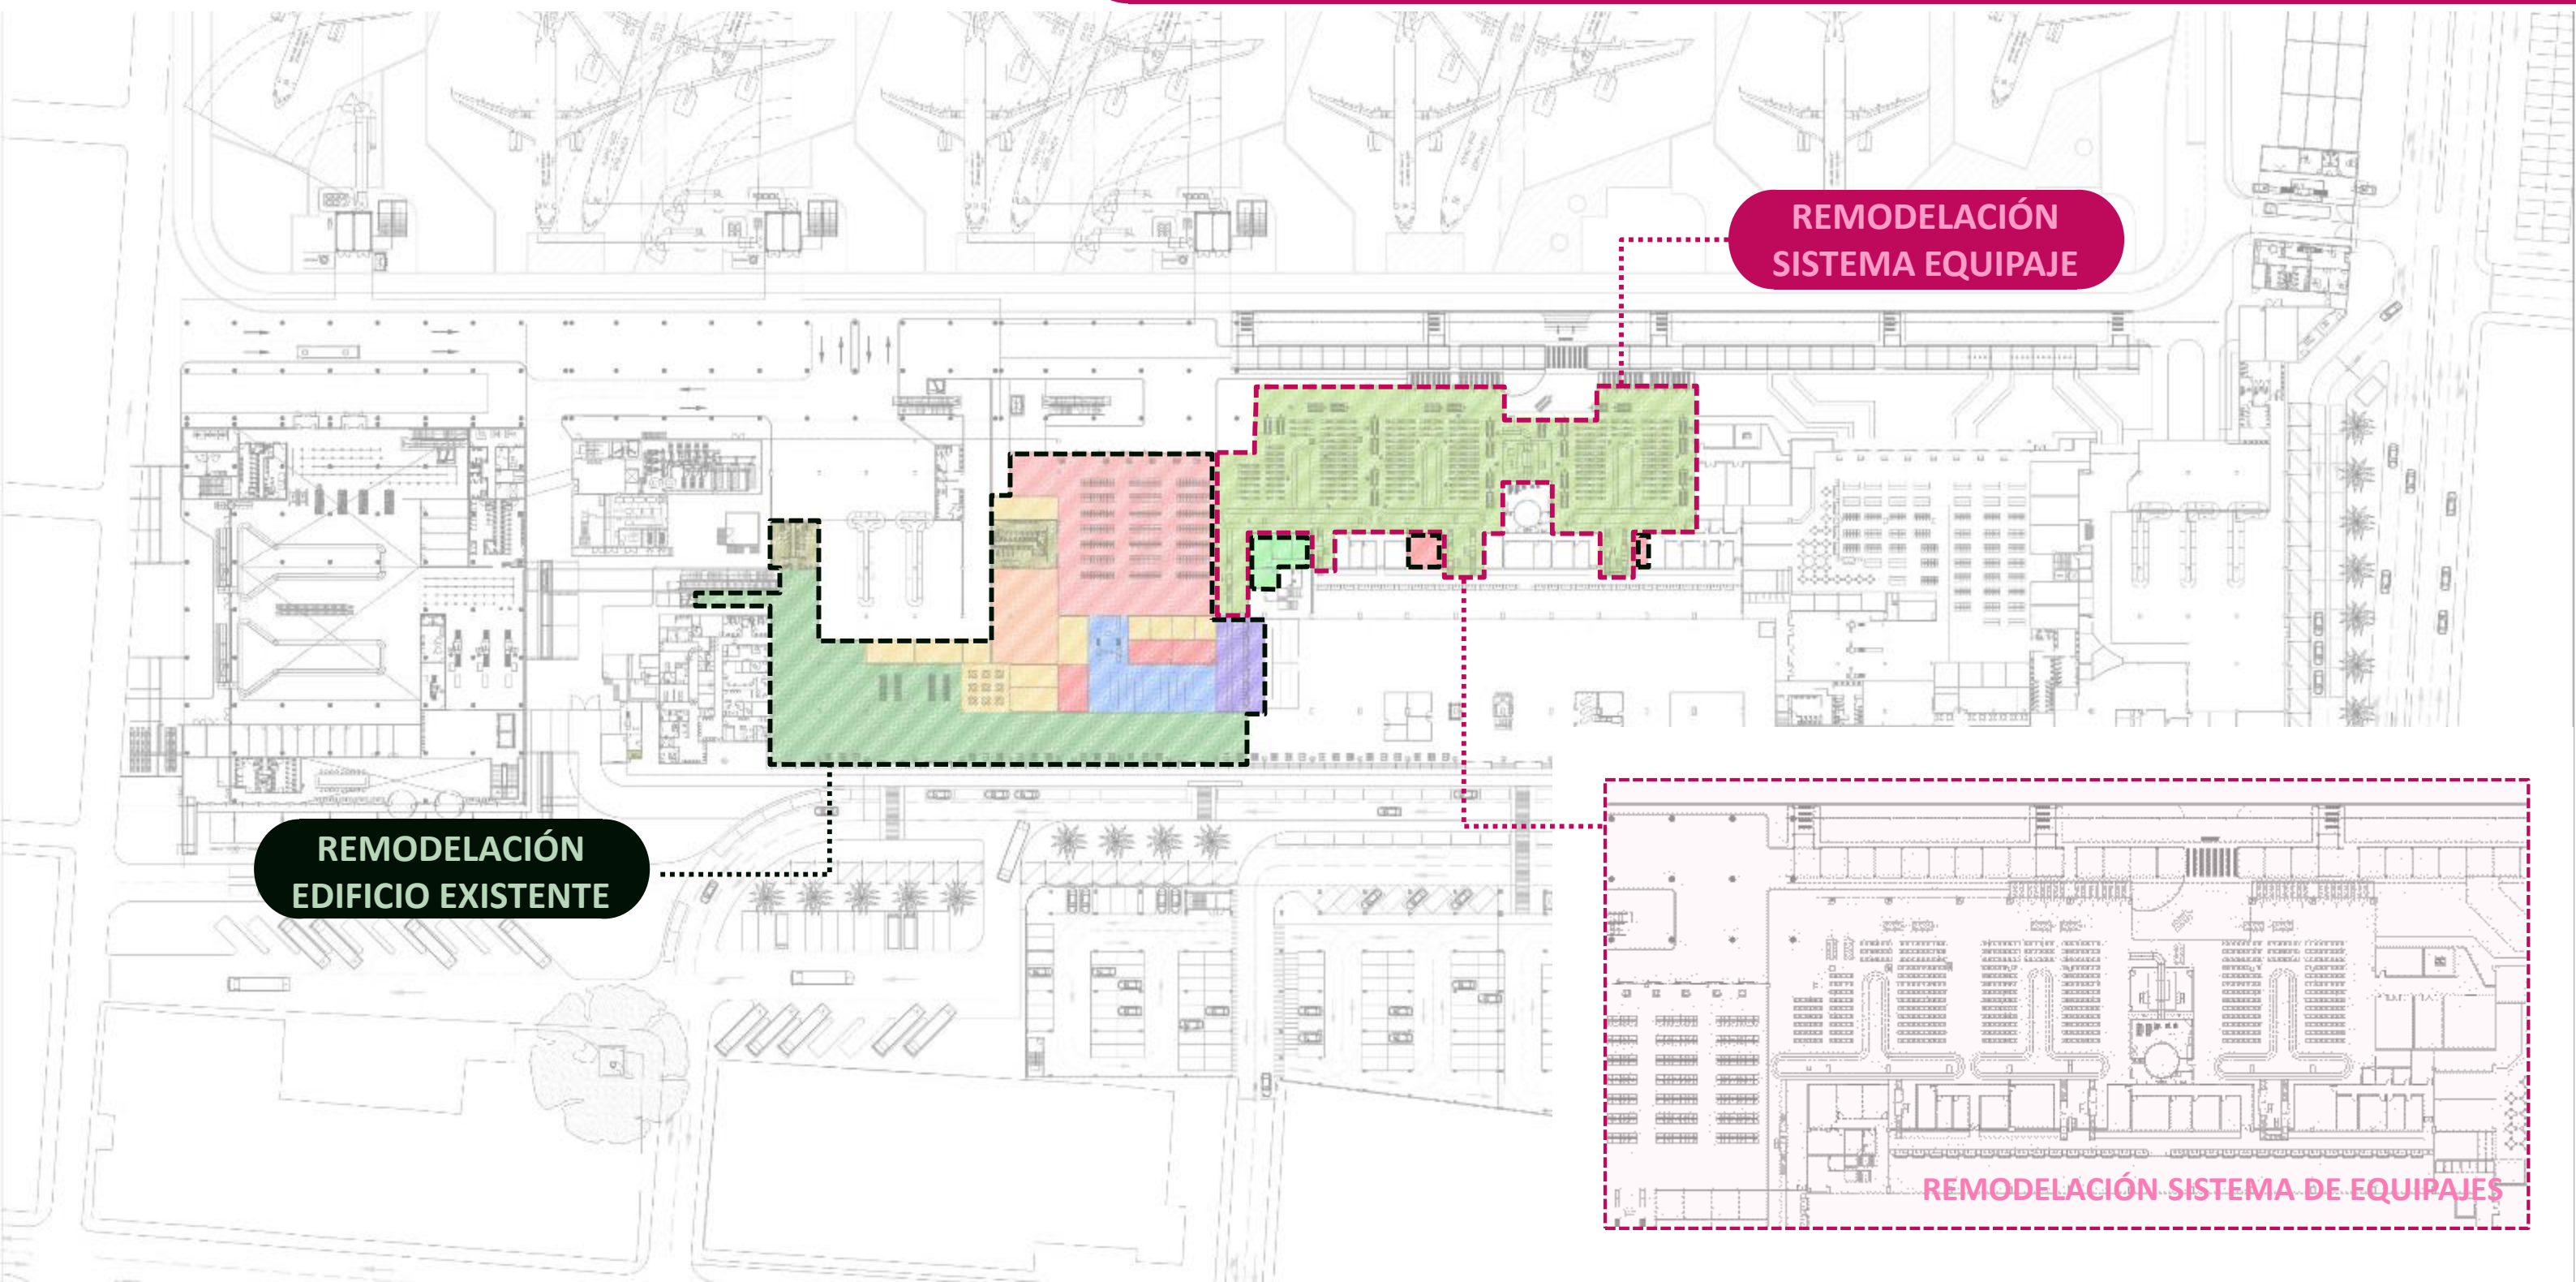 REMODELACIÓN
SISTEMA EQUIPAJE
REMODELACIÓN
EDIFICIO EXISTENTE
REMODELACIÓN SISTEMA DE EQUIPAJES